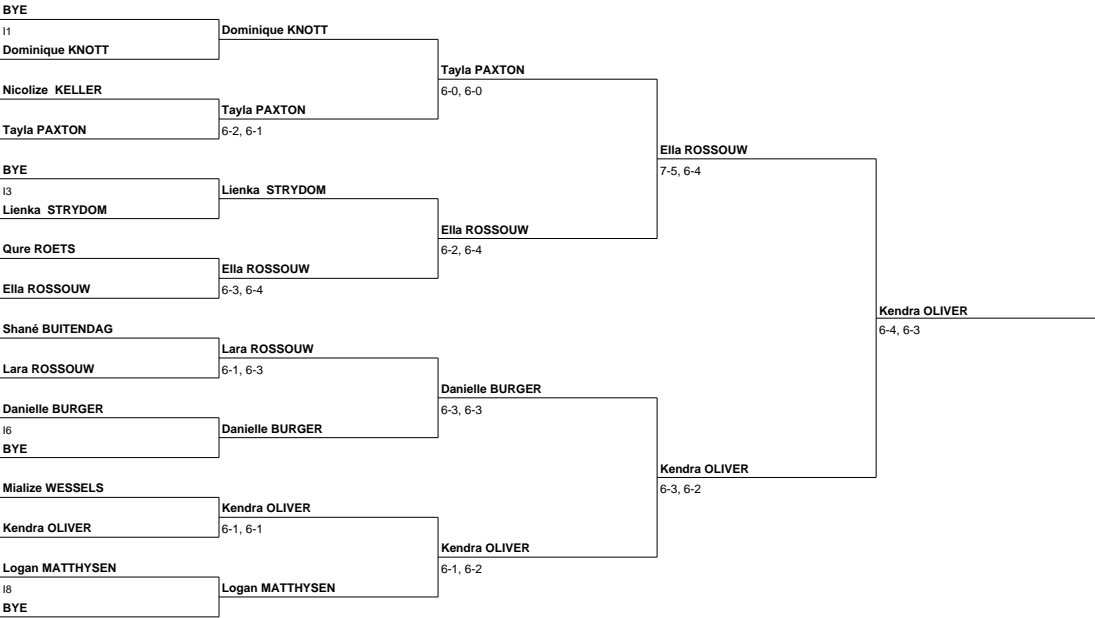 BYE
I1
Dominique KNOTT
Dominique KNOTT
Nicolize  KELLER
Tayla PAXTON
Tayla PAXTON
6-2, 6-1
Tayla PAXTON
6-0, 6-0
BYE
I3
Lienka  STRYDOM
Lienka  STRYDOM
Qure ROETS
Ella ROSSOUW
Ella ROSSOUW
6-3, 6-4
Ella ROSSOUW
6-2, 6-4
Ella ROSSOUW
7-5, 6-4
Shané BUITENDAG
Lara ROSSOUW
Lara ROSSOUW
6-1, 6-3
Danielle BURGER
I6
BYE
Danielle BURGER
Danielle BURGER
6-3, 6-3
Mialize WESSELS
Kendra OLIVER
Kendra OLIVER
6-1, 6-1
Logan MATTHYSEN
I8
BYE
Logan MATTHYSEN
Kendra OLIVER
6-1, 6-2
Kendra OLIVER
6-3, 6-2
Kendra OLIVER
6-4, 6-3